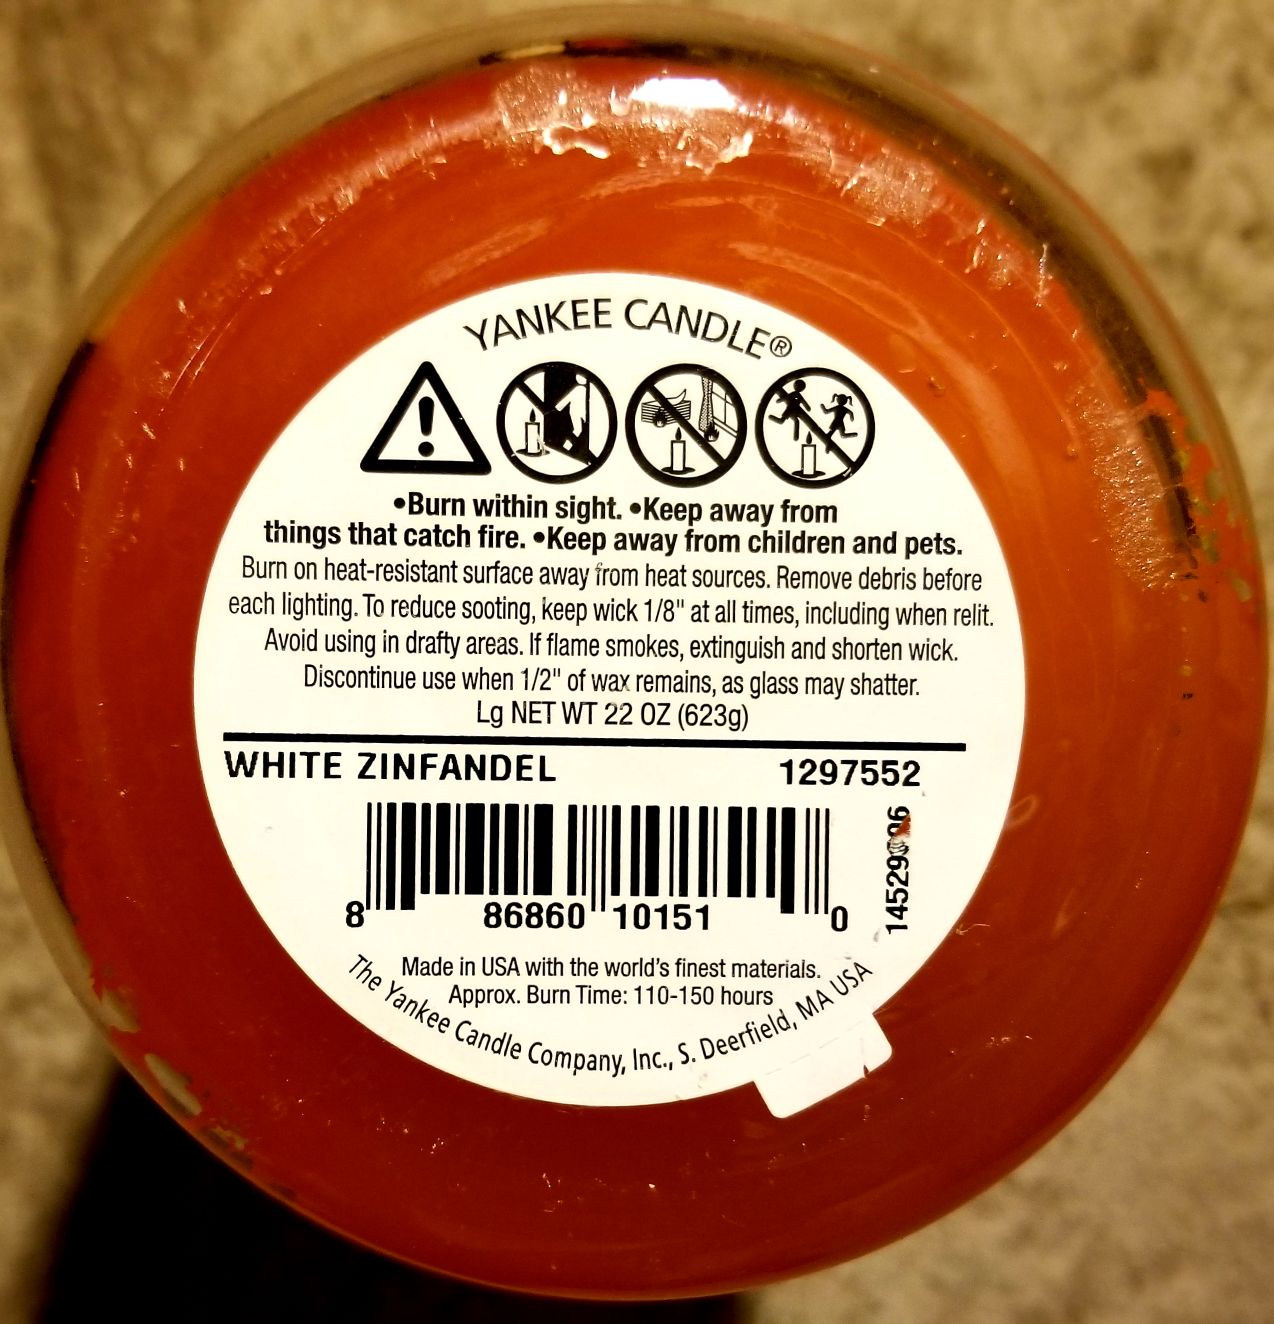 YANKEE CANDLE®
•Burn within sight. •Keep away from
things that catch fire. •Keep away from children and pets.
Burn on heat-resistant surface away from heat sources. Remove debris before
each lighting. To reduce sooting, keep wick 1/8" at all times, including when relit.
Avoid using in drafty areas. If flame smokes, extinguish and shorten wick.
Discontinue use when 1/2" of wax remains, as glass may shatter.
Lg NET WT 22 OZ (623g)
WHITE ZINFANDEL 1297552
8 86860 10151 0
Made in USA with the world's finest materials.
Approx. Burn Time: 110-150 hours
The Yankee Candle Company, Inc., S. Deerfield, MA USA